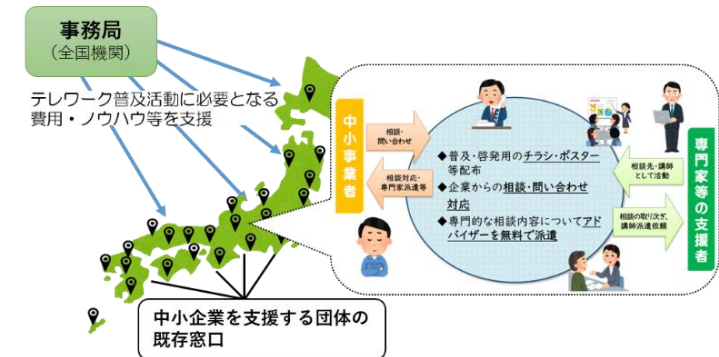 事務局
（全国機関）
テレワーク普及活動に必要となる
費用・ノウハウ等を支援
中小事業者
相談・
問い合わせ
相談対応・
専門家派遣等
◆普及・啓発用のチラシ・ポスター
等配布
◆企業からの相談・問い合わせ
対応
◆専門的な相談内容についてアド
バイザーを無料で派遣
相談先・講師
として活動
相談の取り次ぎ、
講師派遣依頼
専門家等の支援者
中小企業を支援する団体の
既存窓口